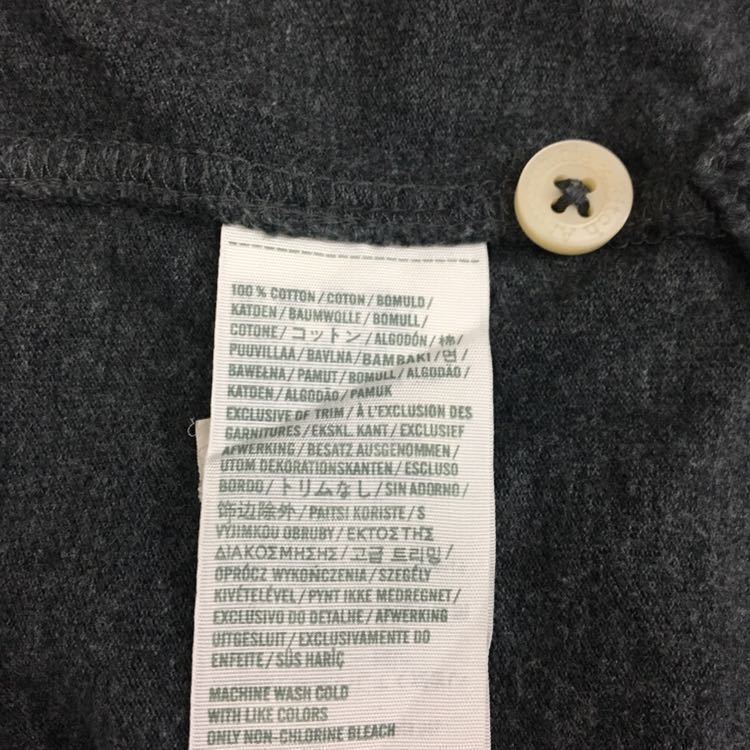 100 % COTTON / COTON / BOMULD /
KATOEN / BAUMWOLLE / BOMULL /
COTONE / コットン / ALGODÓN / 棉 /
PUUVILLAA / BAVLNA / BAMBAKI / 면 /
BAWEŁNA / PAMUT / BOMULL / ALGODÃO /
KATOEN / ALGODÃO / PAMUK
EXCLUSIVE OF TRIM / À L'EXCLUSION DES
GARNITURES / EKSKL. KANT / EXCLUSIEF
AFWERKING / BESATZ AUSGENOMMEN /
UTOM DEKORATIONSKANTEN / ESCLUSO
BORDO / トリムなし / SIN ADORNO /
饰边除外 / PAITSI KORISTE / S
VÝJIMKOU OBRUBY / ΕΚΤΟΣ ΤΗΣ
ΔΙΑΚΟΣΜΗΣΗΣ / 고급 트리밍 /
OPRÓCZ WYKOŃCZENIA / SZEGÉLY
KIVÉTELÉVEL / PYNT IKKE MEDREGNET /
EXCLUSIVO DO DETALHE / AFWERKING
UITGESLUIT / EXCLUSIVAMENTE DO
ENFEITE / SÜS HARİÇ
MACHINE WASH COLD
WITH LIKE COLORS
ONLY NON-CHLORINE BLEACH